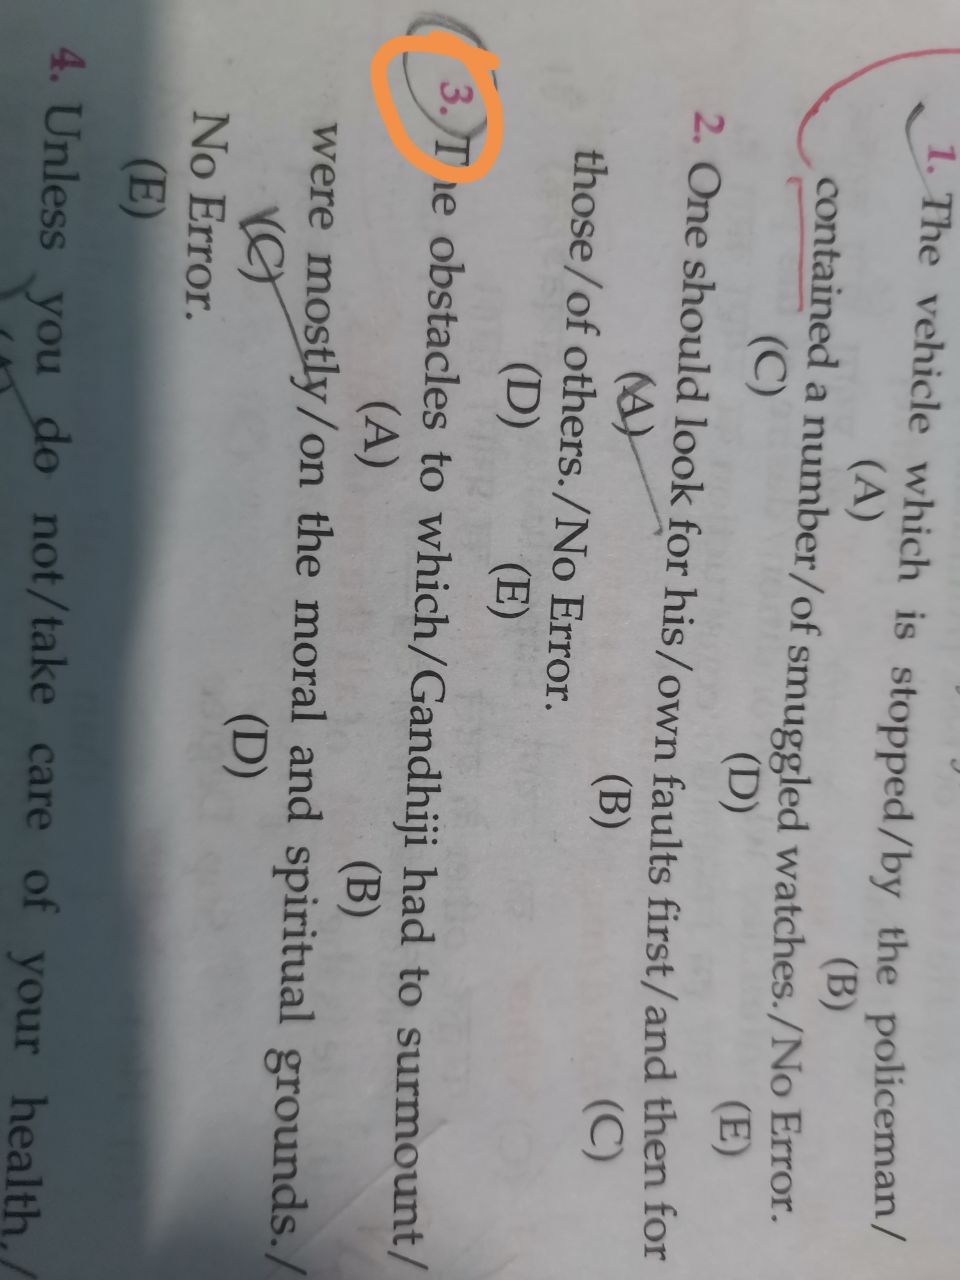 1. The vehicle which is stopped/by the policeman/
(A) (B)
contained a number/of smuggled watches./No Error.
(C) (D) (E)
2. One should look for his/own faults first/and then for
(A) (B) (C)
those/of others./No Error.
(D) (E)
3. The obstacles to which/Gandhiji had to surmount/
(A) (B)
were mostly/on the moral and spiritual grounds./
(C) (D)
No Error.
(E)
4. Unless you do not/take care of your health,/
(A)